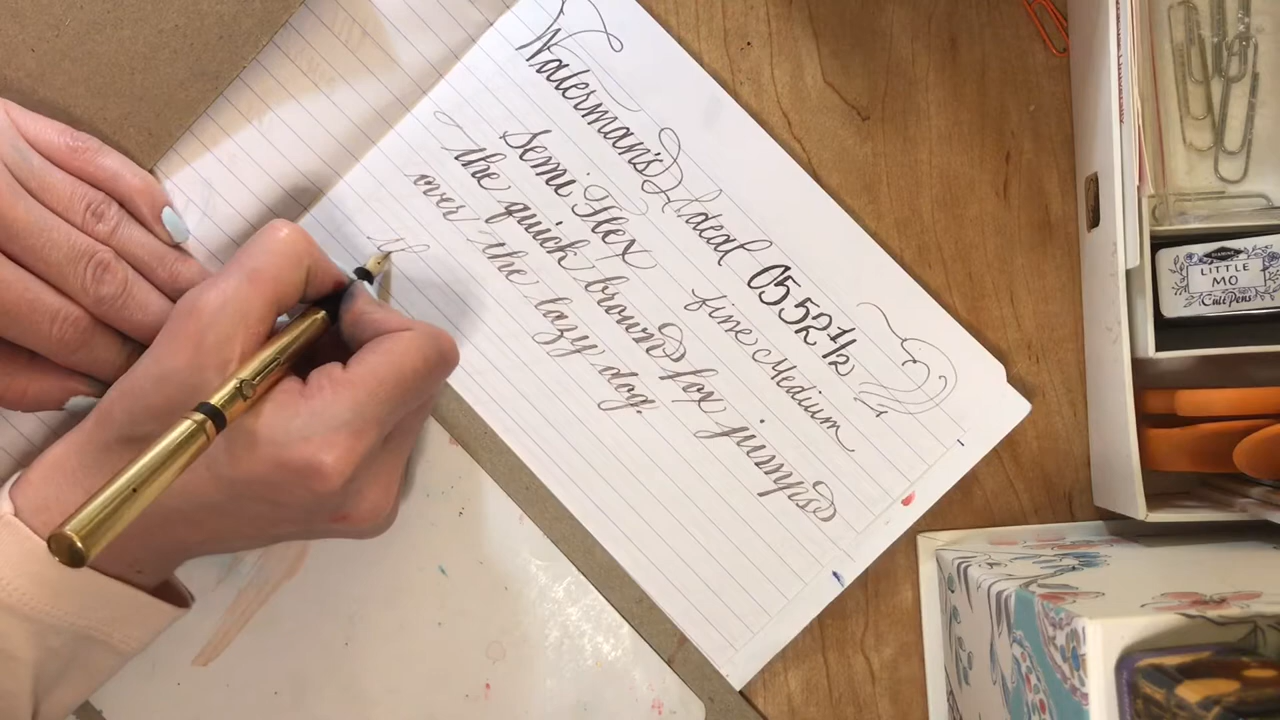 Waterman's Ideal 0552½
Semi Flex fine Medium
the quick brown fox jumps
over the lazy dog.
LITTLE
MO
CultPens